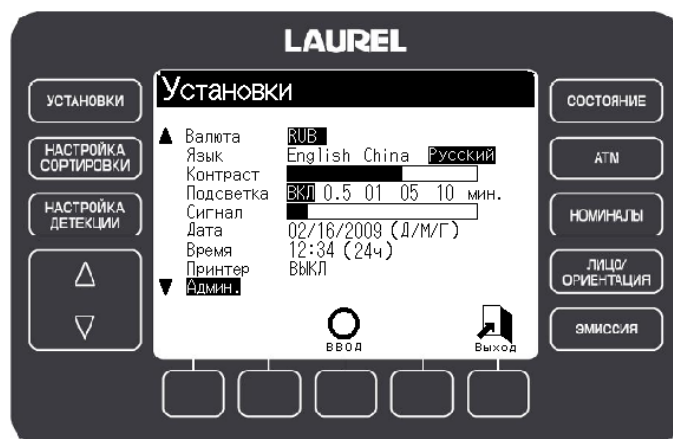 LAUREL
УСТАНОВКИ
НАСТРОЙКА
СОРТИРОВКИ
НАСТРОЙКА
ДЕТЕКЦИИ
Установки
Валюта RUB
Язык English China Русский
Контраст
Подсветка ВКЛ 0.5 01 05 10 мин.
Сигнал
Дата 02/16/2009 (Д/М/Г)
Время 12:34 (24ч)
Принтер ВЫКЛ
Админ.
ВВОД
Выход
СОСТОЯНИЕ
ATM
НОМИНАЛЫ
ЛИЦО/
ОРИЕНТАЦИЯ
ЭМИССИЯ